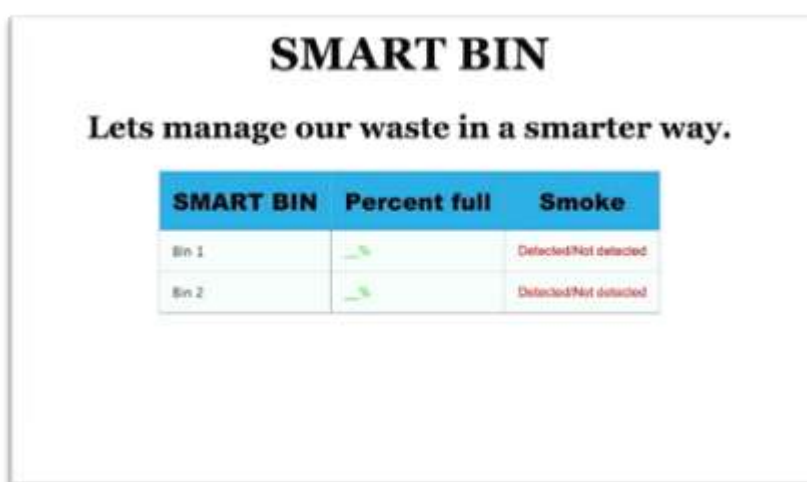 SMART BIN
Lets manage our waste in a smarter way.
SMART BIN Percent full Smoke
Bin 1 __% Detected/Not detected
Bin 2 __% Detected/Not detected